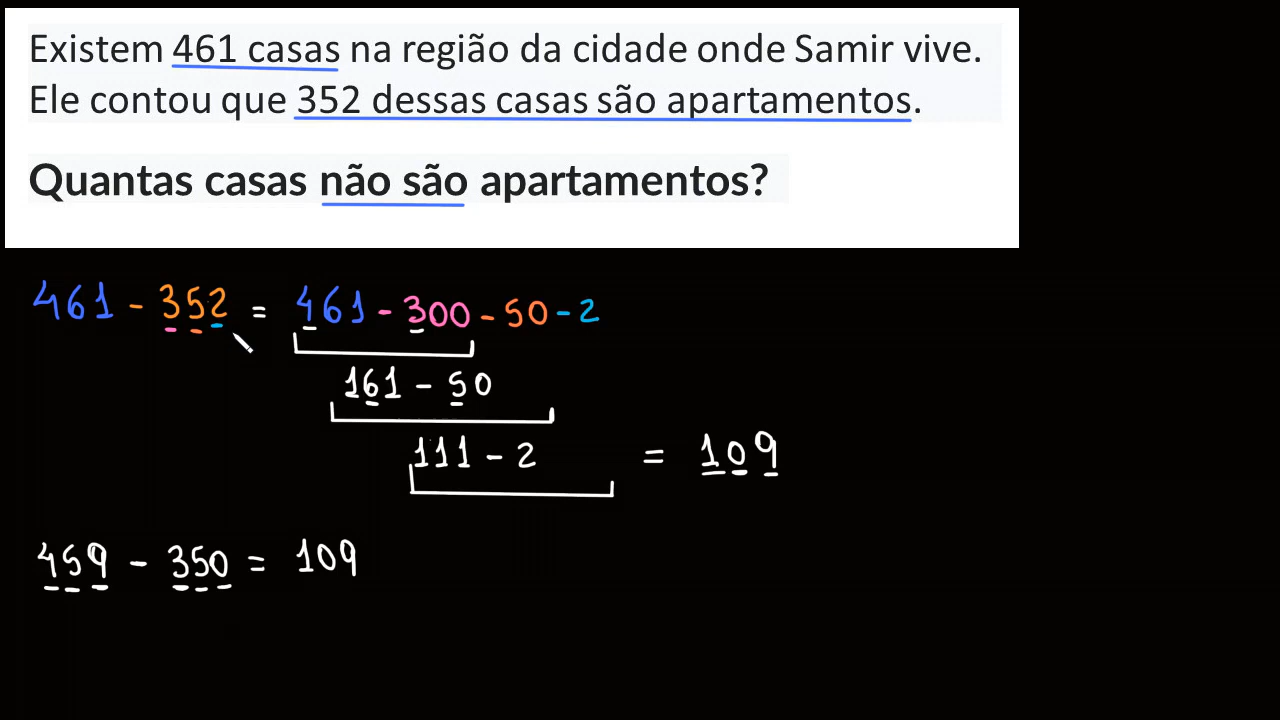 Existem 461 casas na região da cidade onde Samir vive.
Ele contou que 352 dessas casas são apartamentos.
Quantas casas não são apartamentos?
461 - 352 = 461 - 300 - 50 - 2
161 - 50
111 - 2 = 109
459 - 350 = 109